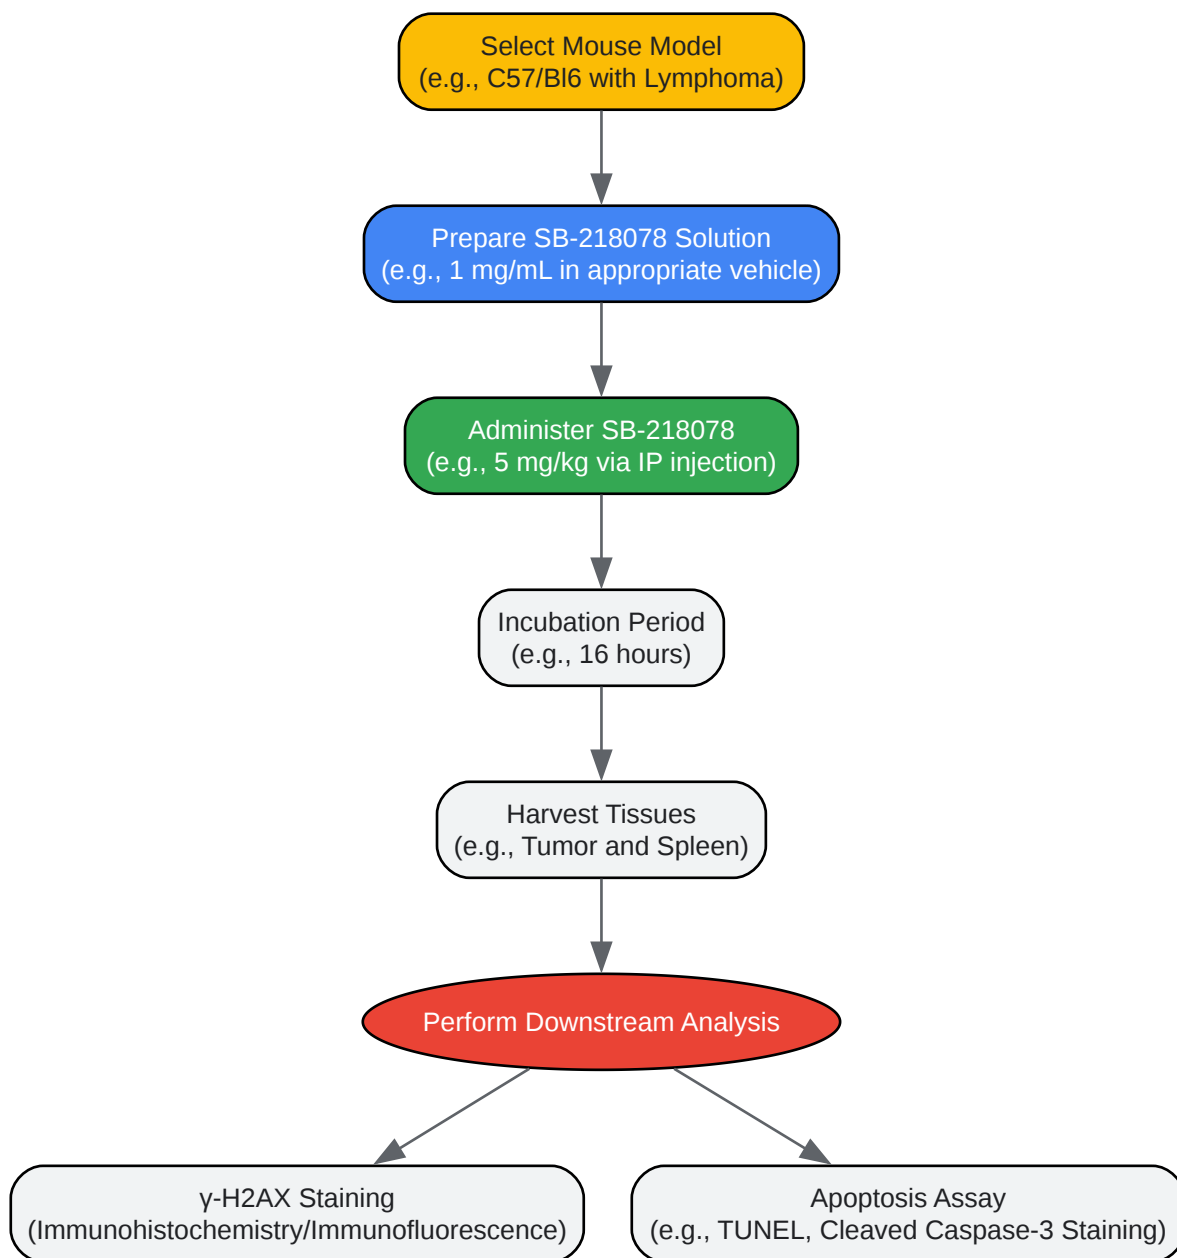 Select Mouse Model
(e.g., C57/Bl6 with Lymphoma)
Prepare SB-218078 Solution
(e.g., 1 mg/mL in appropriate vehicle)
Administer SB-218078
(e.g., 5 mg/kg via IP injection)
Incubation Period
(e.g., 16 hours)
Harvest Tissues
(e.g., Tumor and Spleen)
Perform Downstream Analysis
γ-H2AX Staining
(Immunohistochemistry/Immunofluorescence)
Apoptosis Assay
(e.g., TUNEL, Cleaved Caspase-3 Staining)